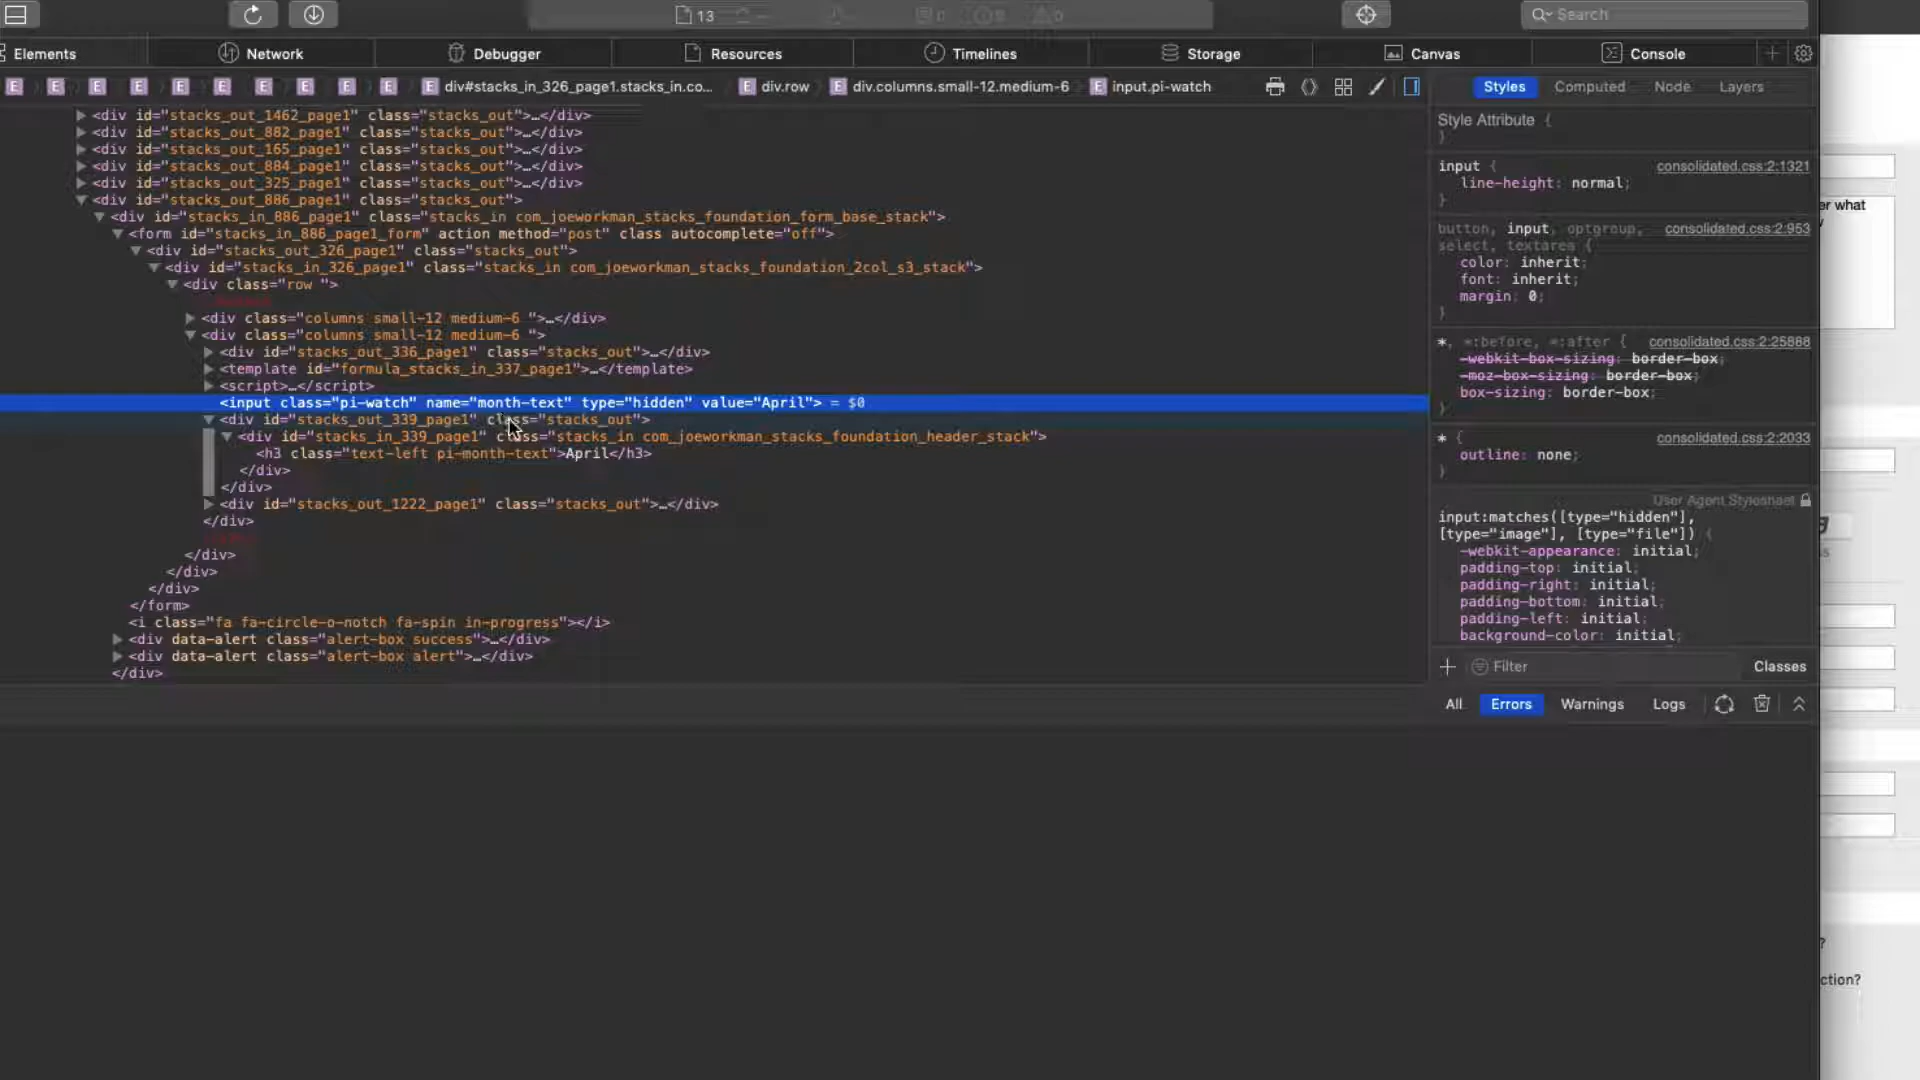 13
Search
Elements
Network
Debugger
Resources
Timelines
Storage
Canvas
Console
E E E E E E E E E E E div#stacks_in_326_page1.stacks_in.co… E div.row E div.columns.small-12.medium-6 E input.pi-watch
Styles Computed Node Layers
<div id="stacks_out_1462_page1" class="stacks_out">…</div>
<div id="stacks_out_882_page1" class="stacks_out">…</div>
<div id="stacks_out_165_page1" class="stacks_out">…</div>
<div id="stacks_out_884_page1" class="stacks_out">…</div>
<div id="stacks_out_325_page1" class="stacks_out">…</div>
<div id="stacks_out_886_page1" class="stacks_out">
<div id="stacks_in_886_page1" class="stacks_in com_joeworkman_stacks_foundation_form_base_stack">
<form id="stacks_in_886_page1_form" action method="post" class autocomplete="off">
<div id="stacks_out_326_page1" class="stacks_out">
<div id="stacks_in_326_page1" class="stacks_in com_joeworkman_stacks_foundation_2col_s3_stack">
<div class="row ">
<div class="columns small-12 medium-6 ">…</div>
<div class="columns small-12 medium-6 ">
<div id="stacks_out_336_page1" class="stacks_out">…</div>
<template id="formula_stacks_in_337_page1">…</template>
<script>…</script>
<input class="pi-watch" name="month-text" type="hidden" value="April"> = $0
<div id="stacks_out_339_page1" class="stacks_out">
<div id="stacks_in_339_page1" class="stacks_in com_joeworkman_stacks_foundation_header_stack">
<h3 class="text-left pi-month-text">April</h3>
</div>
</div>
<div id="stacks_out_1222_page1" class="stacks_out">…</div>
</div>
</div>
</div>
</div>
</form>
<i class="fa fa-circle-o-notch fa-spin in-progress"></i>
<div data-alert class="alert-box success">…</div>
<div data-alert class="alert-box alert">…</div>
</div>
Style Attribute {
}
input { consolidated.css:2:1321
line-height: normal;
}
button, input, optgroup, consolidated.css:2:953
select, textarea {
color: inherit;
font: inherit;
margin: 0;
}
*, *:before, *:after { consolidated.css:2:25868
-webkit-box-sizing: border-box;
-moz-box-sizing: border-box;
box-sizing: border-box;
}
* { consolidated.css:2:2033
outline: none;
}
User Agent Stylesheet
input:matches([type="hidden"],
[type="image"], [type="file"]) {
-webkit-appearance: initial;
padding-top: initial;
padding-right: initial;
padding-bottom: initial;
padding-left: initial;
background-color: initial;
Filter Classes
All Errors Warnings Logs
er what
?
ction?